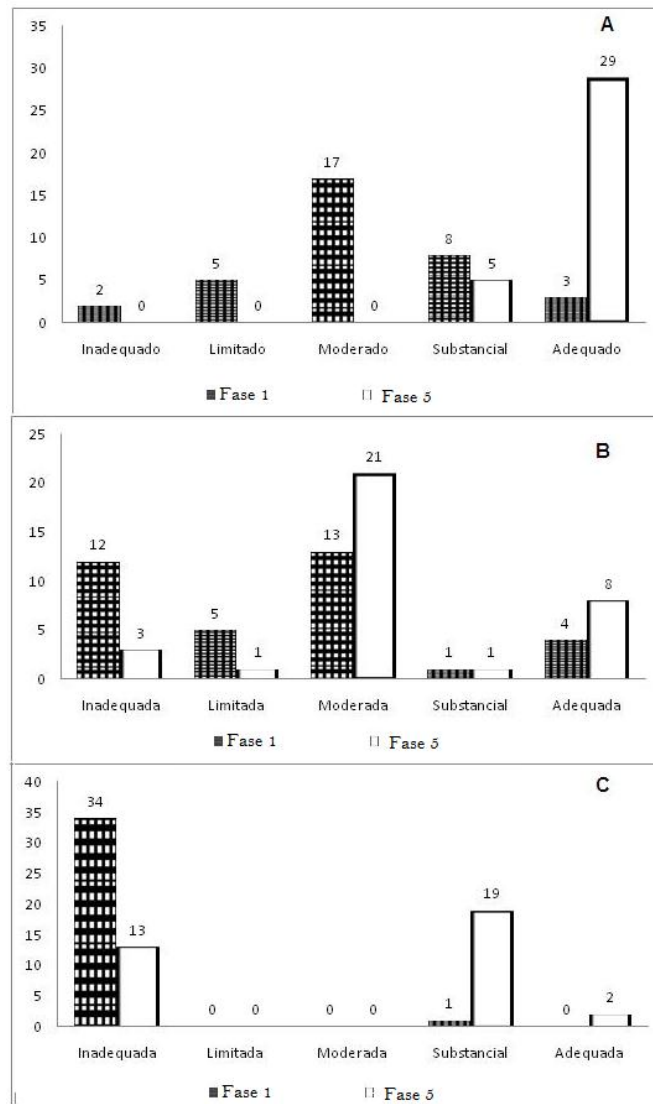 A
35
30
25
20
15
10
5
0
2 0 5 0 17 0 8 5 3 29
Inadequado Limitado Moderado Substancial Adequado
Fase 1 Fase 5
B
25
20
15
10
5
0
12 3 5 1 13 21 1 1 4 8
Inadequada Limitada Moderada Substancial Adequada
Fase 1 Fase 5
C
40
35
30
25
20
15
10
5
0
34 13 0 0 0 0 1 19 0 2
Inadequada Limitada Moderada Substancial Adequada
Fase 1 Fase 5